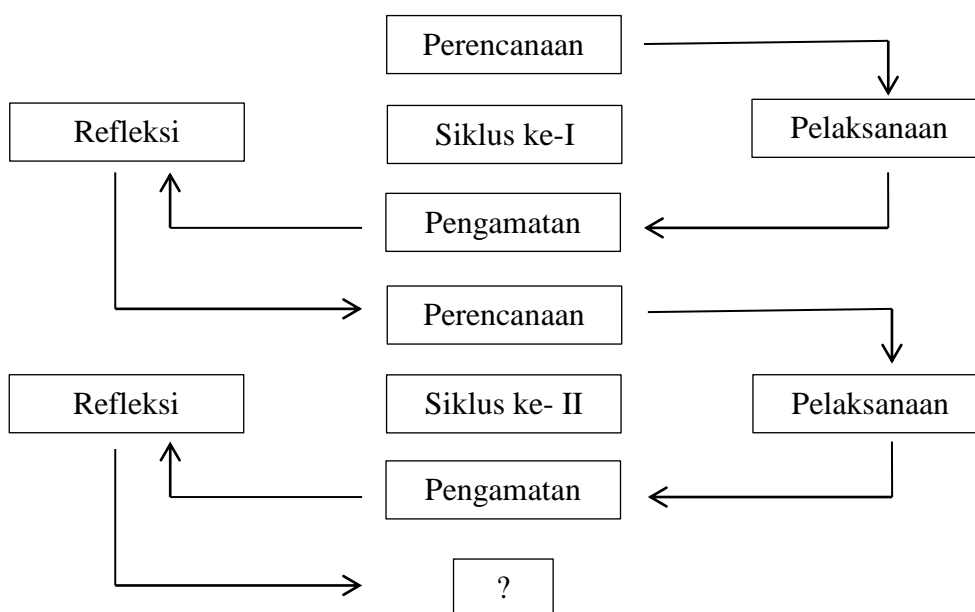 Perencanaan
Refleksi
Siklus ke-I
Pelaksanaan
Pengamatan
Perencanaan
Refleksi
Siklus ke- II
Pelaksanaan
Pengamatan
?